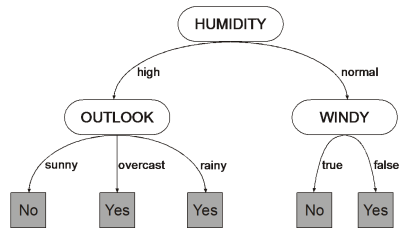 HUMIDITY
high
normal
OUTLOOK
WINDY
sunny
overcast
rainy
true
false
No
Yes
Yes
No
Yes